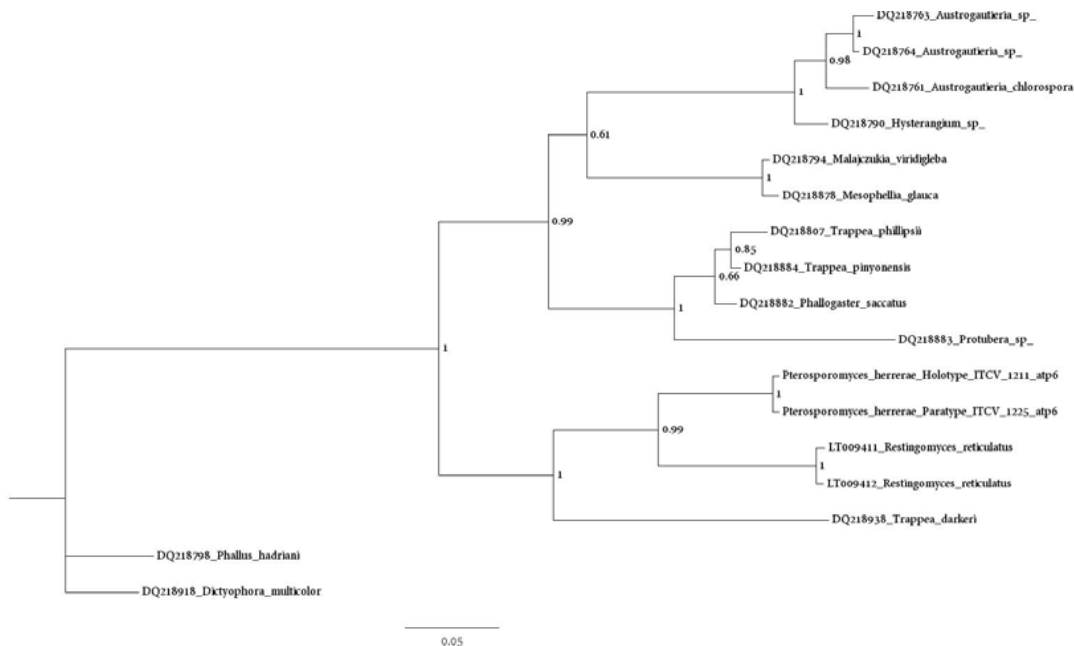 DQ218763_Austrogautieria_sp_
1
DQ218764_Austrogautieria_sp_
0.98
DQ218761_Austrogautieria_chlorospora
1
DQ218790_Hysterangium_sp_
0.61
DQ218794_Malajczukia_viridigleba
1
DQ218878_Mesophellia_glauca
0.99
DQ218807_Trappea_phillipsii
0.85
DQ218884_Trappea_pinyonensis
0.66
DQ218882_Phallogaster_saccatus
1
DQ218883_Protubera_sp_
1
Pterosporomyces_herrerae_Holotype_ITCV_1211_atp6
1
Pterosporomyces_herrerae_Paratype_ITCV_1225_atp6
0.99
LT009411_Restingomyces_reticulatus
1
LT009412_Restingomyces_reticulatus
1
DQ218938_Trappea_darkeri
DQ218798_Phallus_hadriani
DQ218918_Dictyophora_multicolor
0.05